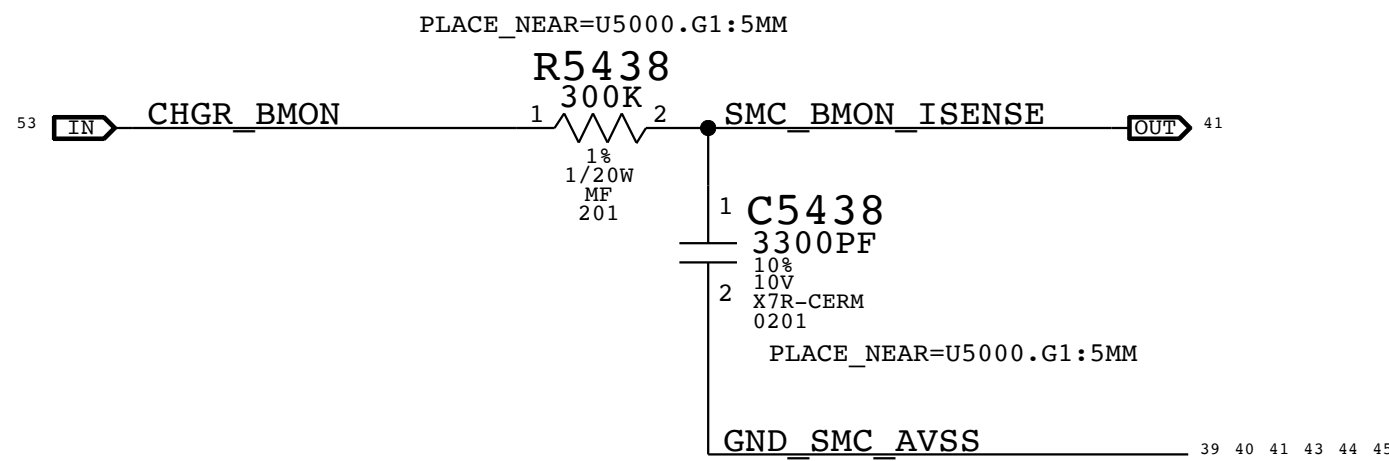 PLACE_NEAR=U5000.G1:5MM
R5438
300K
53 IN CHGR_BMON 1 2 SMC_BMON_ISENSE OUT 41
1%
1/20W
MF
201
1 C5438
3300PF
10%
10V
2 X7R-CERM
0201
PLACE_NEAR=U5000.G1:5MM
GND_SMC_AVSS 39 40 41 43 44 45